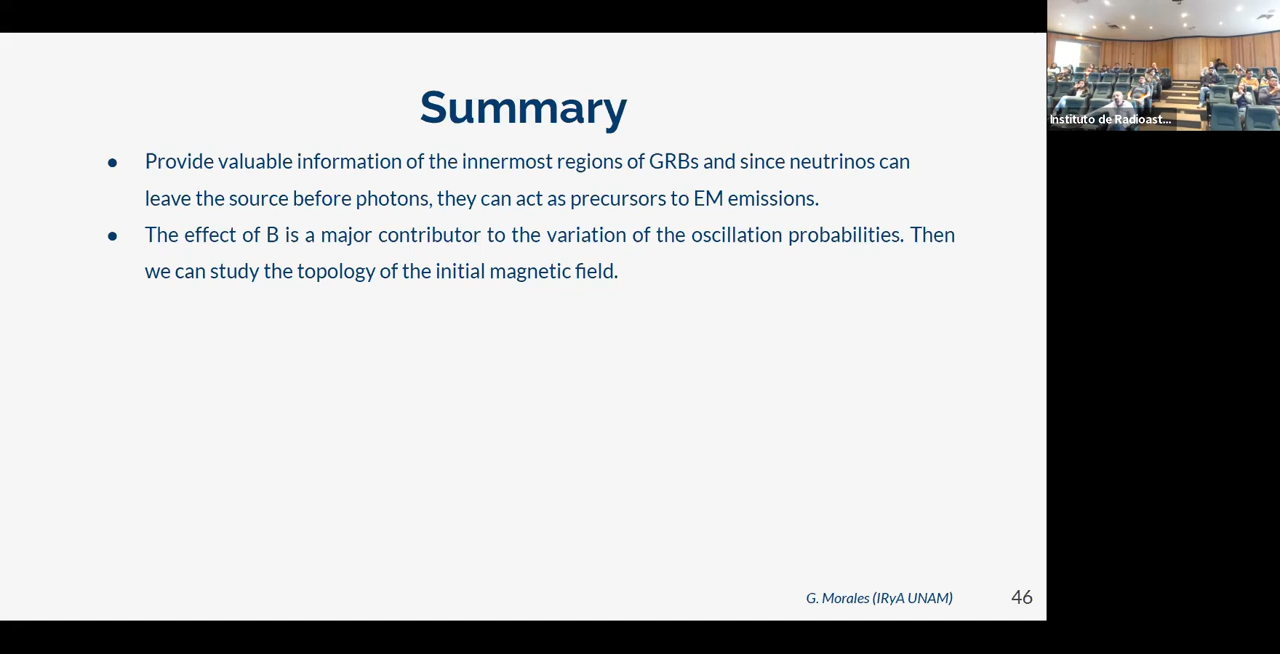 Summary
● Provide valuable information of the innermost regions of GRBs and since neutrinos can
leave the source before photons, they can act as precursors to EM emissions.
● The effect of B is a major contributor to the variation of the oscillation probabilities. Then
we can study the topology of the initial magnetic field.
G. Morales (IRyA UNAM)
46
Instituto de Radioast...